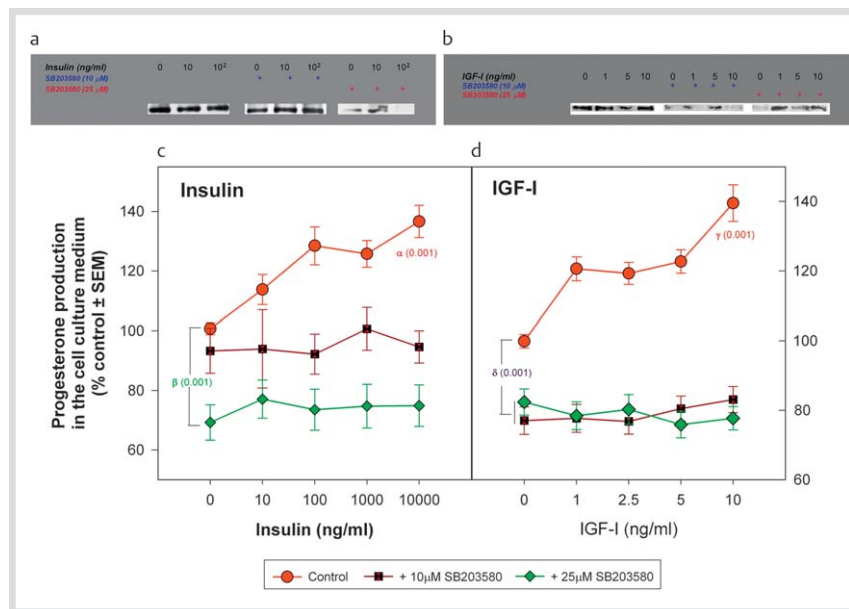 a
b
Insulin (ng/ml) 0 10 10² 0 10 10² 0 10 10²
SB203580 (10 µM) + + +
SB203580 (25 µM) + + +
IGF-I (ng/ml) 0 1 5 10 0 1 5 10 0 1 5 10
SB203580 (10 µM) + + + +
SB203580 (25 µM) + + + +
c
d
Insulin
IGF-I
Progesterone production
in the cell culture medium
(% control ± SEM)
140
120
100
80
60
140
120
100
80
60
α (0.001)
β (0.001)
γ (0.001)
δ (0.001)
0 10 100 1000 10000
0 1 2.5 5 10
Insulin (ng/ml)
IGF-I (ng/ml)
Control + 10µM SB203580 + 25µM SB203580